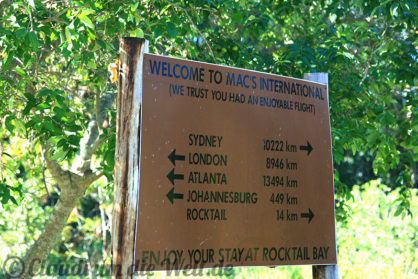 WELCOME TO MAC'S INTERNATIONAL
(WE TRUST YOU HAD AN ENJOYABLE FLIGHT)
SYDNEY 10222 km
LONDON 8946 km
ATLANTA 13494 km
JOHANNESBURG 449 km
ROCKTAIL 14 km
ENJOY YOUR STAY AT ROCKTAIL BAY